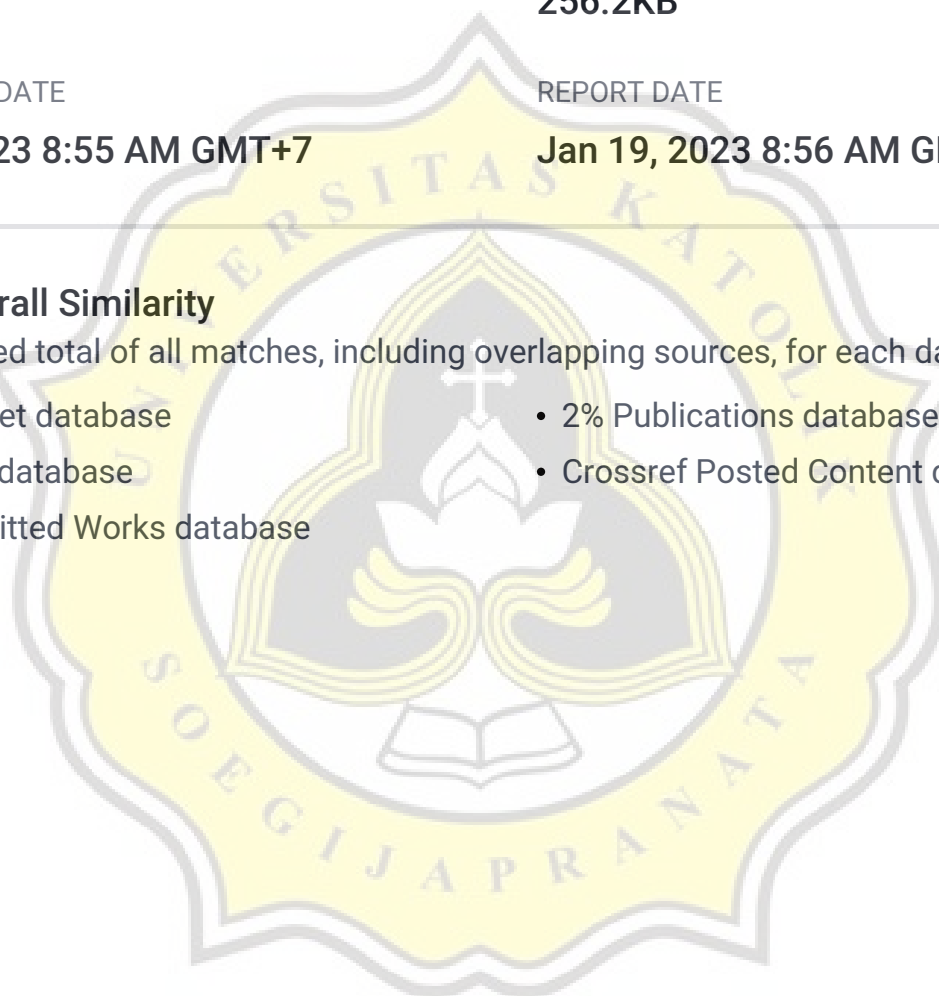 256.2KB
DATE
REPORT DATE
23 8:55 AM GMT+7
Jan 19, 2023 8:56 AM
UNIVERSITAS KATOLIK
rall Similarity
ed total of all matches, including overlapping sources, for each
et database
• 2% Publications database
database
• Crossref Posted Content
itted Works database
SOEGIJAPRANATA